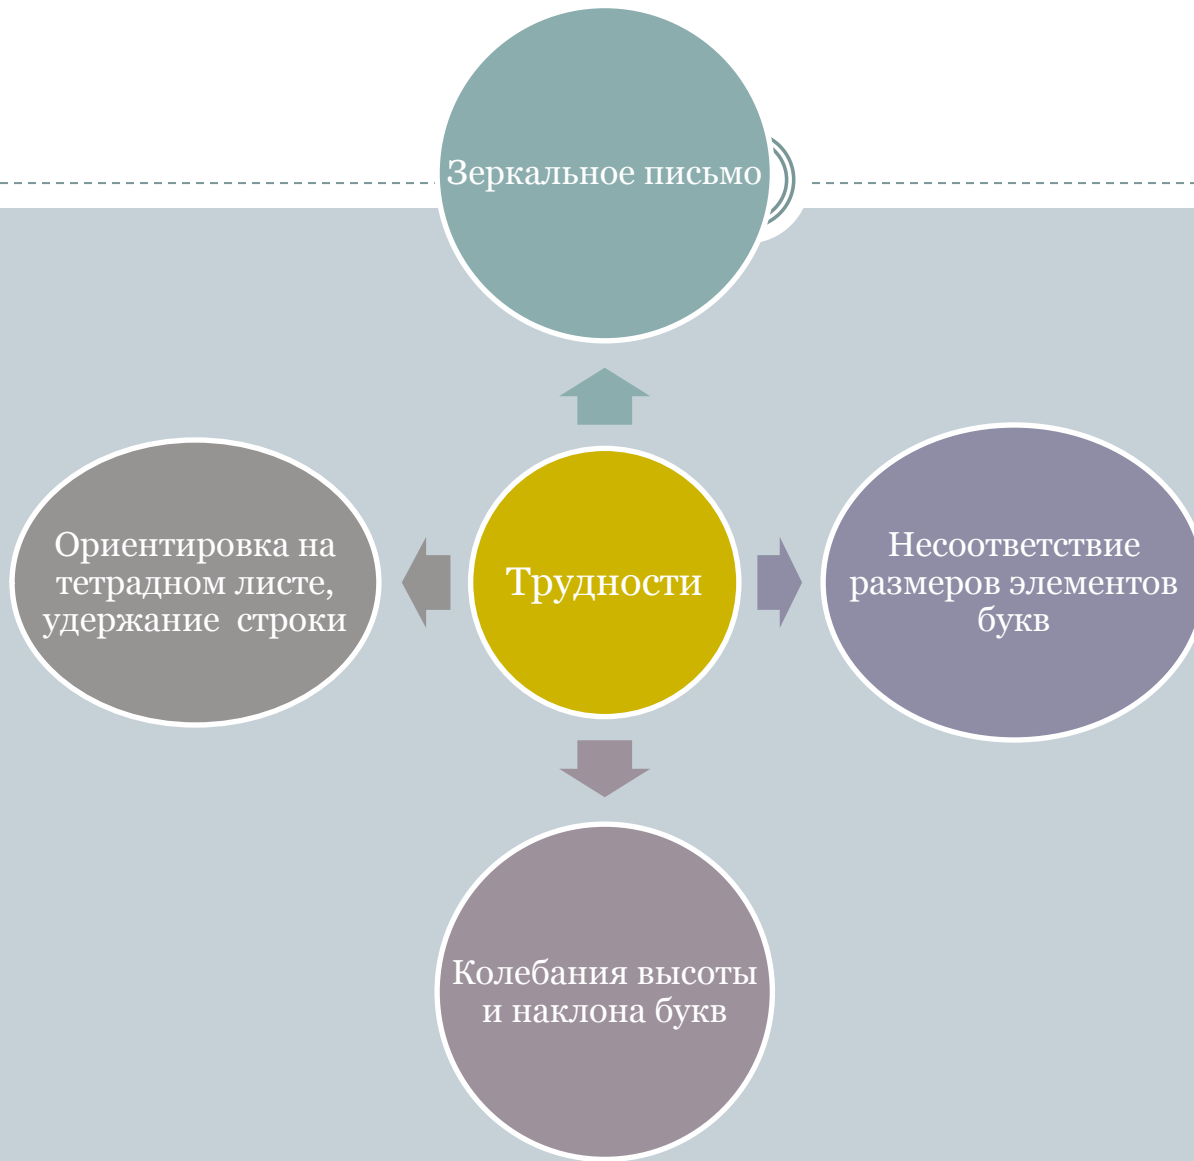 Зеркальное письмо
Ориентировка на
тетрадном листе,
удержание строки
Трудности
Несоответствие
размеров элементов
букв
Колебания высоты
и наклона букв